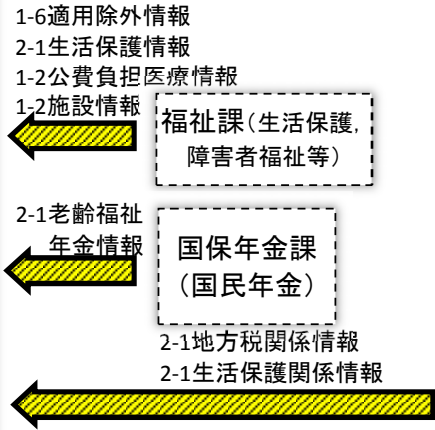 1-6適用除外情報
2-1生活保護情報
1-2公費負担医療情報
1-2施設情報
福祉課(生活保護,
障害者福祉等)
2-1老齢福祉
年金情報
国保年金課
(国民年金)
2-1地方税関係情報
2-1生活保護関係情報